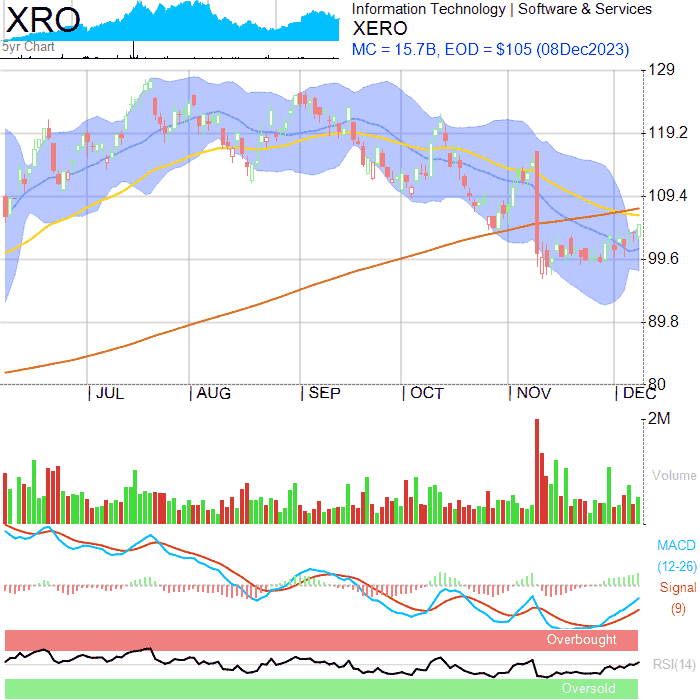 XRO
5yr Chart
Information Technology | Software & Services
XERO
MC = 15.7B, EOD = $105 (08Dec2023)
129
119.2
109.4
99.6
89.8
80
JUL AUG SEP OCT NOV DEC
2M
Volume
MACD
(12-26)
Signal
(9)
Overbought
RSI(14)
Oversold